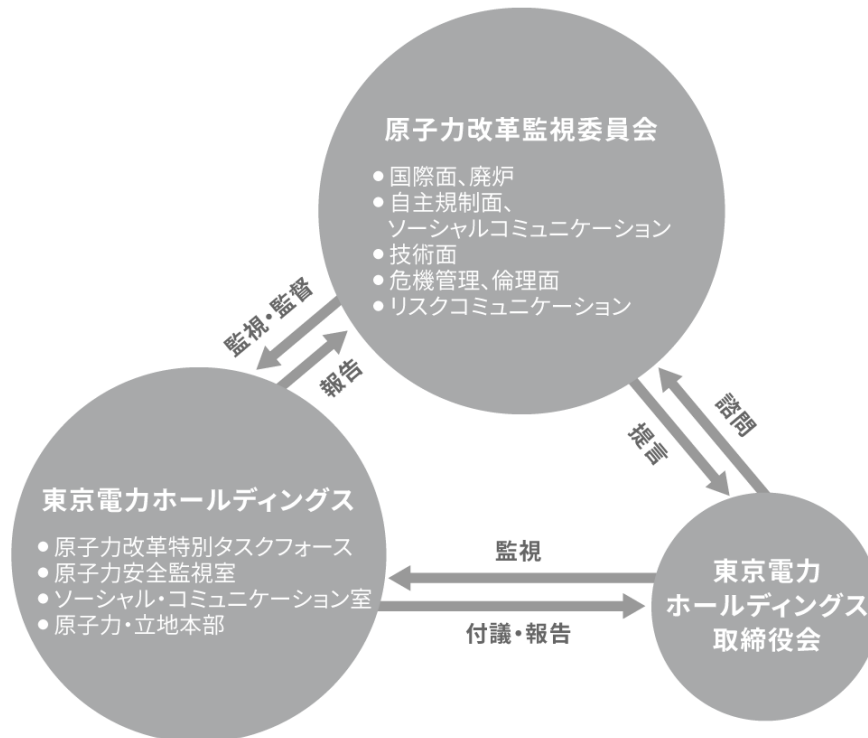 原子力改革監視委員会
● 国際面、廃炉
● 自主規制面、
ソーシャルコミュニケーション
● 技術面
● 危機管理、倫理面
● リスクコミュニケーション
監視・監督
報告
諮問
提言
東京電力ホールディングス
● 原子力改革特別タスクフォース
● 原子力安全監視室
● ソーシャル・コミュニケーション室
● 原子力・立地本部
監視
付議・報告
東京電力
ホールディングス
取締役会